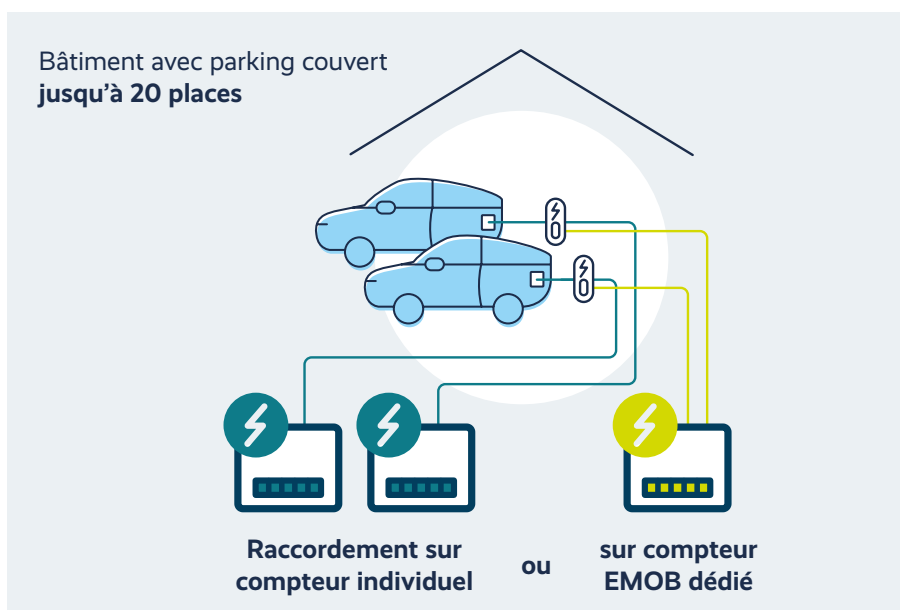 Bâtiment avec parking couvert
jusqu’à 20 places
Raccordement sur
compteur individuel
ou
sur compteur
EMOB dédié